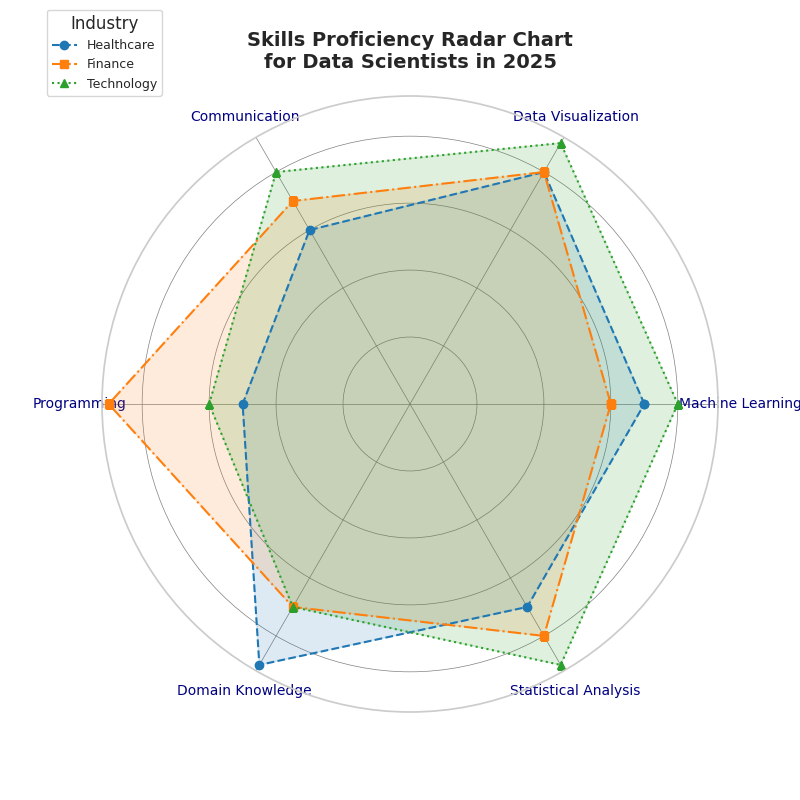 Industry
Healthcare
Finance
Technology
Skills Proficiency Radar Chart
for Data Scientists in 2025
Communication
Data Visualization
Programming
Machine Learning
Domain Knowledge
Statistical Analysis